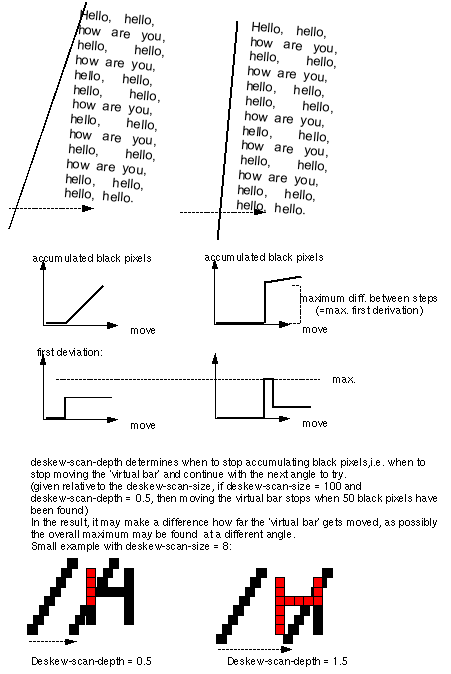 Hello, hello,
how are you,
hello, hello,
how are you,
hello, hello,
hello, hello,
how are you,
hello, hello,
how are you,
hello, hello,
how are you,
hello, hello,
hello, hello.
Hello, hello,
how are you,
hello, hello,
how are you,
hello, hello,
hello, hello,
how are you,
hello, hello,
how are you,
hello, hello,
how are you,
hello, hello,
hello, hello.
accumulated black pixels
move
accumulated black pixels
maximum diff. between steps
(=max. first derivation)
move
first deviation:
move
max.
move
deskew-scan-depth determines when to stop accumulating black pixels,i.e. when to
stop moving the 'virtual bar' and continue with the next angle to try.
(given relative to the deskew-scan-size, if deskew-scan-size = 100 and
deskew-scan-depth = 0.5, then moving the virtual bar stops when 50 black pixels have
been found)
In the result, it may make a difference how far the 'virtual bar' gets moved, as possibly
the overall maximum may be found at a different angle.
Small example with deskew-scan-size = 8:
Deskew-scan-depth = 0.5
Deskew-scan-depth = 1.5